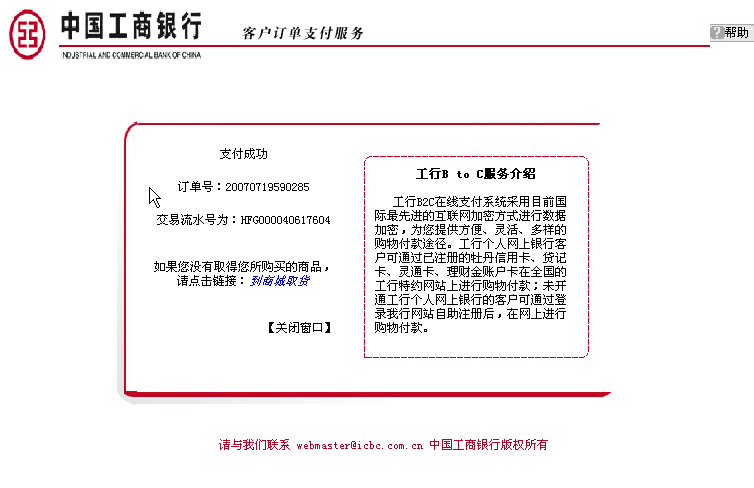 中国工商银行
INDUSTRIAL AND COMMERCIAL BANK OF CHINA
客户订单支付服务
?帮助
支付成功
订单号：20070719590285
交易流水号为：HFG000040617604
如果您没有取得您所购买的商品，
请点击链接：到商城取货
【关闭窗口】
工行B to C服务介绍
工行B2C在线支付系统采用目前国
际最先进的互联网加密方式进行数据
加密，为您提供方便、灵活、多样的
购物付款途径。工行个人网上银行客
户可通过已注册的牡丹信用卡、贷记
卡、灵通卡、理财金账户卡在全国的
工行特约网站上进行购物付款；未开
通工行个人网上银行的客户可通过登
录我行网站自助注册后，在网上进行
购物付款。
请与我们联系 webmaster@icbc.com.cn 中国工商银行版权所有